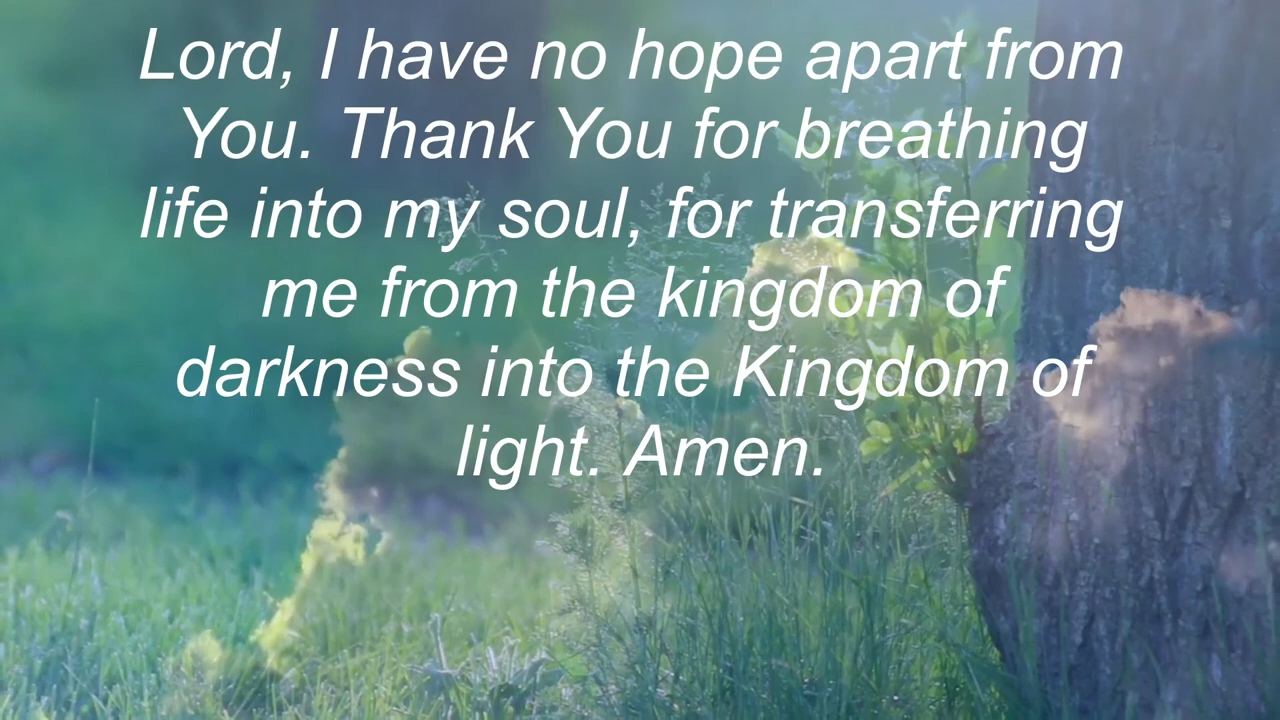 Lord, I have no hope apart from
You. Thank You for breathing
life into my soul, for transferring
me from the kingdom of
darkness into the Kingdom of
light. Amen.